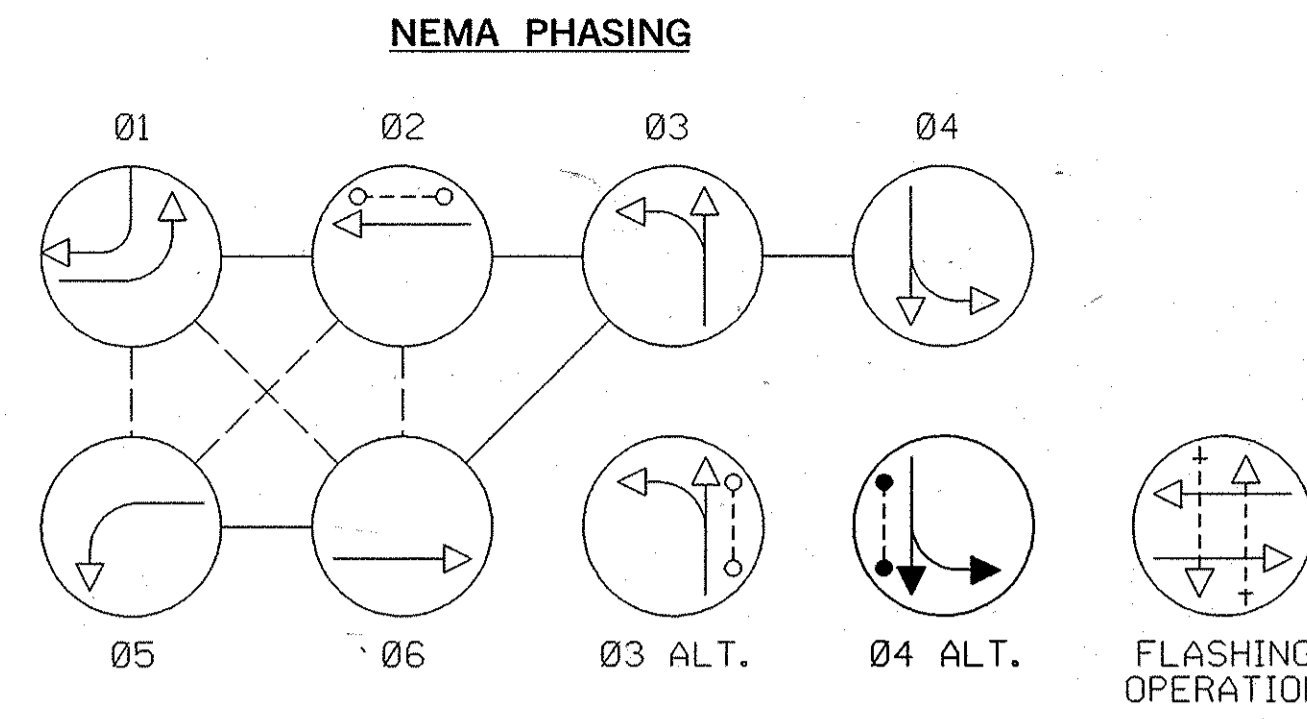 NEMA PHASING
Ø1 Ø2 Ø3 Ø4
Ø5 Ø6 Ø3 ALT. Ø4 ALT. FLASHING
OPERATION